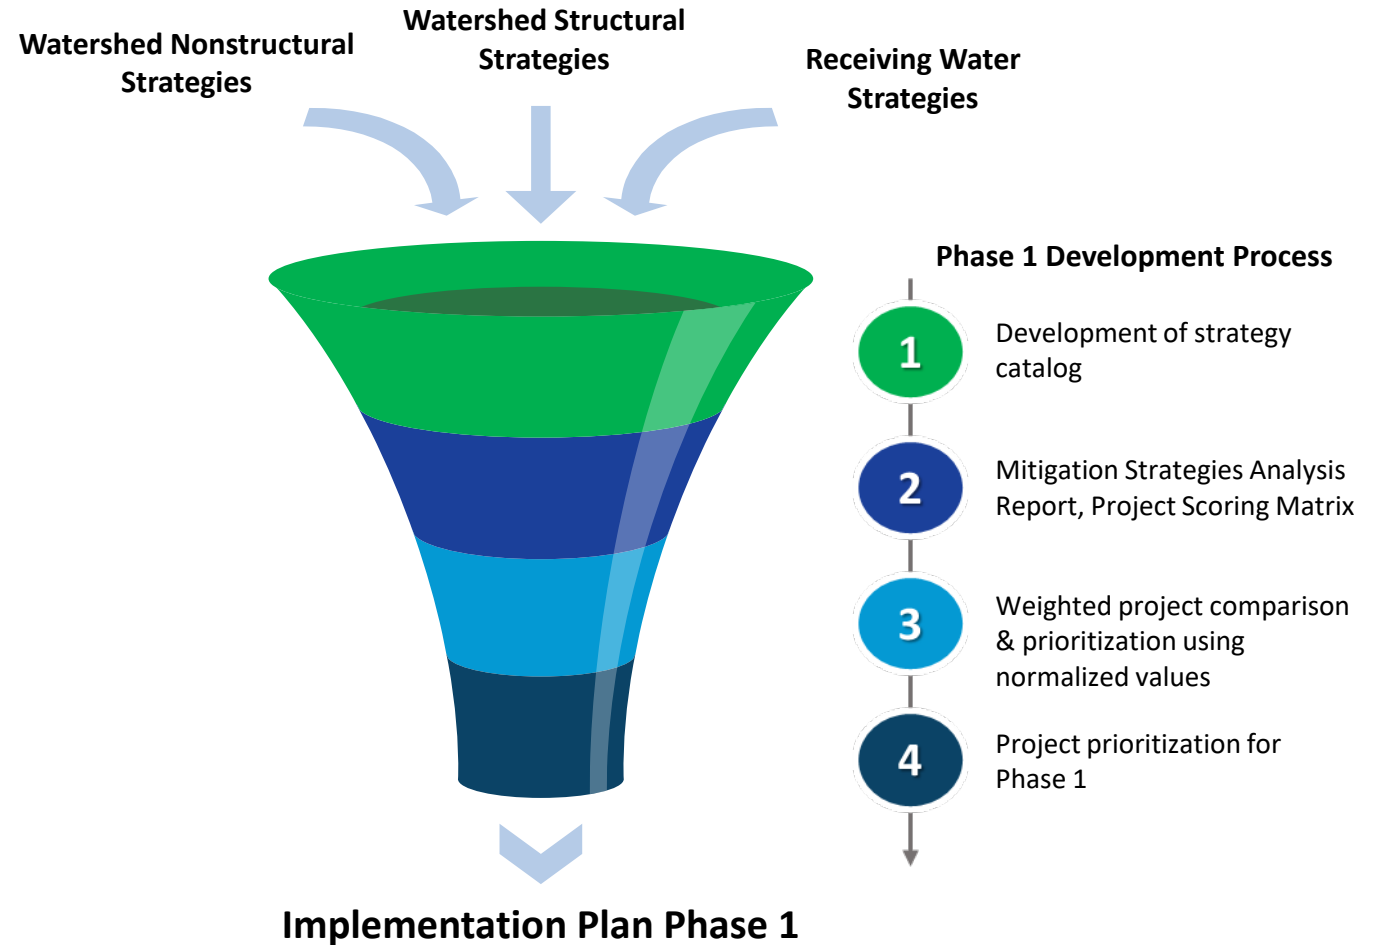 Watershed Nonstructural
Strategies
Watershed Structural
Strategies
Receiving Water
Strategies
Phase 1 Development Process
1
Development of strategy
catalog
2
Mitigation Strategies Analysis
Report, Project Scoring Matrix
3
Weighted project comparison
& prioritization using
normalized values
4
Project prioritization for
Phase 1
Implementation Plan Phase 1